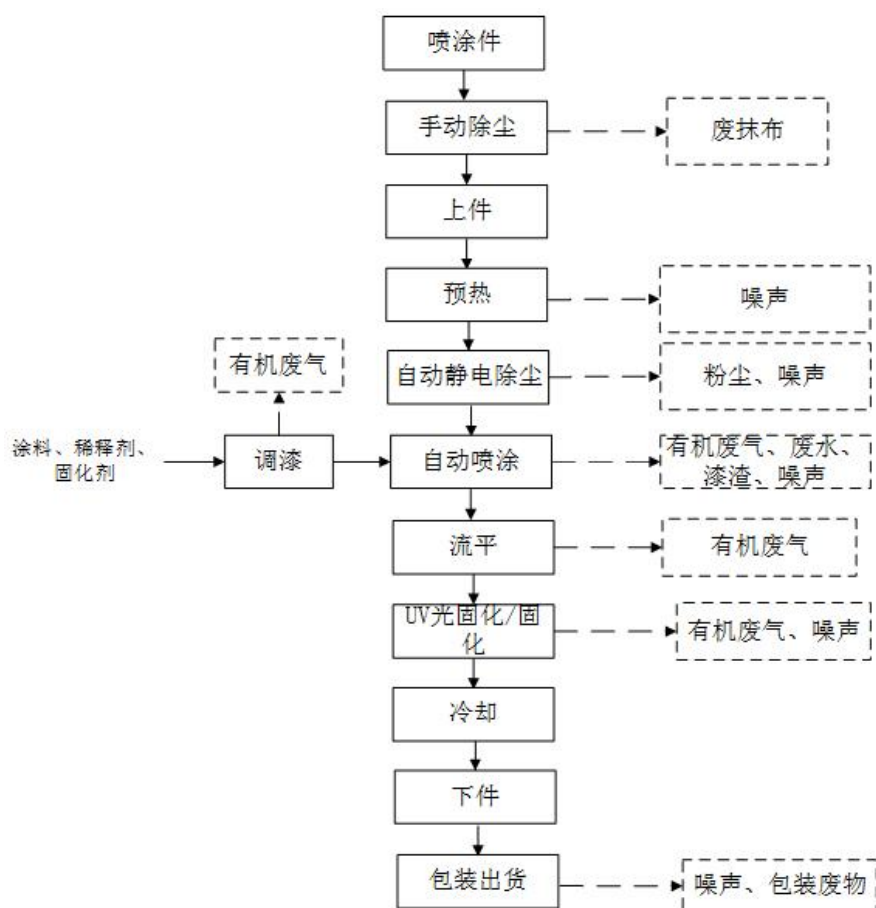 喷涂件
手动除尘
废抹布
上件
预热
噪声
有机废气
自动静电除尘
粉尘、噪声
涂料、稀释剂、
固化剂
调漆
自动喷涂
有机废气、废水、
漆渣、噪声
流平
有机废气
UV光固化/固
化
有机废气、噪声
冷却
下件
包装出货
噪声、包装废物